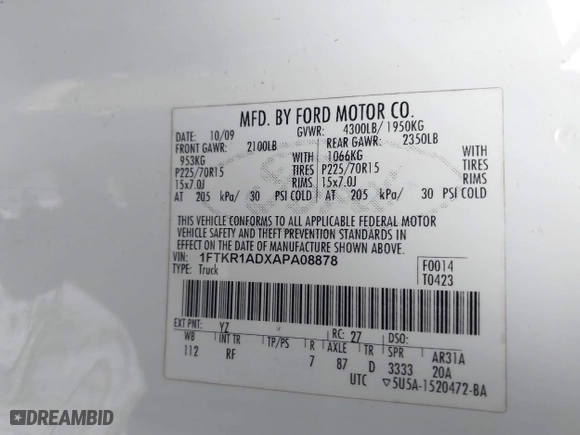 MFD. BY FORD MOTOR CO.
DATE: 10/09 GVWR: 4300LB/ 1950KG
FRONT GAWR: 2100LB REAR GAWR: 2350LB
953KG WITH 1066KG WITH
P225/70R15 TIRES P225/70R15 TIRES
15x7.0J RIMS 15x7.0J RIMS
AT 205 kPa/ 30 PSI COLD AT 205 kPa/ 30 PSI COLD
THIS VEHICLE CONFORMS TO ALL APPLICABLE FEDERAL MOTOR
VEHICLE SAFETY AND THEFT PREVENTION STANDARDS IN
EFFECT ON THE DATE OF MANUFACTURE SHOWN ABOVE.
VIN: 1FTKR1ADXAPA08878
TYPE: Truck
F0014
T0423
EXT PNT: YZ RC: 27 DSO:
WB INT TR TP/PS R AXLE TR SPR AR31A
112 RF 7 87 D 3333 20A
UTC ▽5U5A-1520472-BA
DREAMBID